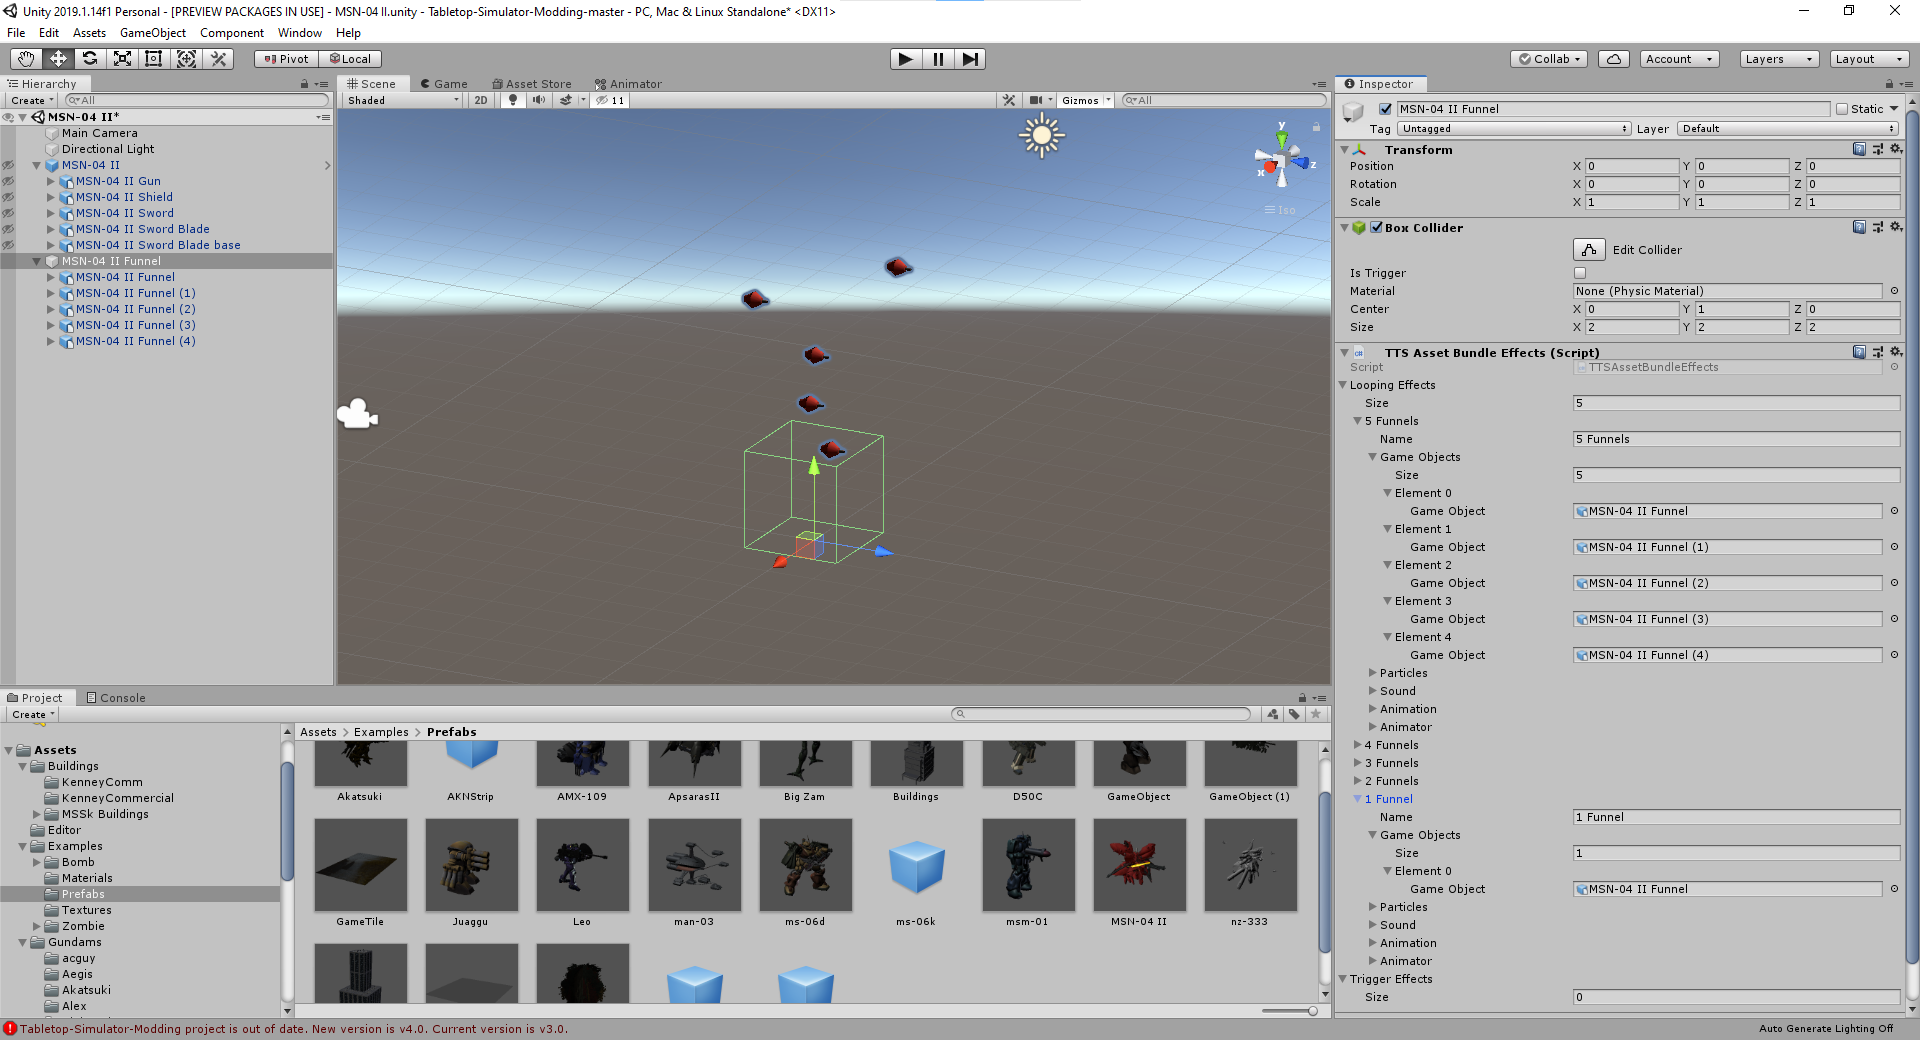 Unity 2019.1.14f1 Personal - [PREVIEW PACKAGES IN USE] - MSN-04 II.unity - Tabletop-Simulator-Modding-master - PC, Mac & Linux Standalone* <DX11>
File Edit Assets GameObject Component Window Help
Pivot Local Collab Account Layers Layout
Hierarchy
Create All
MSN-04 II*
Main Camera
Directional Light
MSN-04 II
MSN-04 II Gun
MSN-04 II Shield
MSN-04 II Sword
MSN-04 II Sword Blade
MSN-04 II Sword Blade base
MSN-04 II Funnel
MSN-04 II Funnel
MSN-04 II Funnel (1)
MSN-04 II Funnel (2)
MSN-04 II Funnel (3)
MSN-04 II Funnel (4)
Scene Game Asset Store Animator
Shaded 2D 11 Gizmos All
y
x z
Iso
Inspector
MSN-04 II Funnel Static
Tag Untagged Layer Default
Transform
Position X 0 Y 0 Z 0
Rotation X 0 Y 0 Z 0
Scale X 1 Y 1 Z 1
Box Collider
Edit Collider
Is Trigger
Material None (Physic Material)
Center X 0 Y 1 Z 0
Size X 2 Y 2 Z 2
TTS Asset Bundle Effects (Script)
Script TTSAssetBundleEffects
Looping Effects
Size 5
5 Funnels
Name 5 Funnels
Game Objects
Size 5
Element 0
Game Object MSN-04 II Funnel
Element 1
Game Object MSN-04 II Funnel (1)
Element 2
Game Object MSN-04 II Funnel (2)
Element 3
Game Object MSN-04 II Funnel (3)
Element 4
Game Object MSN-04 II Funnel (4)
Particles
Sound
Animation
Animator
4 Funnels
3 Funnels
2 Funnels
1 Funnel
Name 1 Funnel
Game Objects
Size 1
Element 0
Game Object MSN-04 II Funnel
Particles
Sound
Animation
Animator
Trigger Effects
Size 0
Project Console
Create
Assets
Buildings
KenneyComm
KenneyCommercial
MSSk Buildings
Editor
Examples
Bomb
Materials
Prefabs
Textures
Zombie
Gundams
acguy
Aegis
Akatsuki
Alex
Assets > Examples > Prefabs
Akatsuki AKNStrip AMX-109 ApsarasII Big Zam Buildings D50C GameObject GameObject (1)
GameTile Juaggu Leo man-03 ms-06d ms-06k msm-01 MSN-04 II nz-333
Tabletop-Simulator-Modding project is out of date. New version is v4.0. Current version is v3.0.
Auto Generate Lighting Off